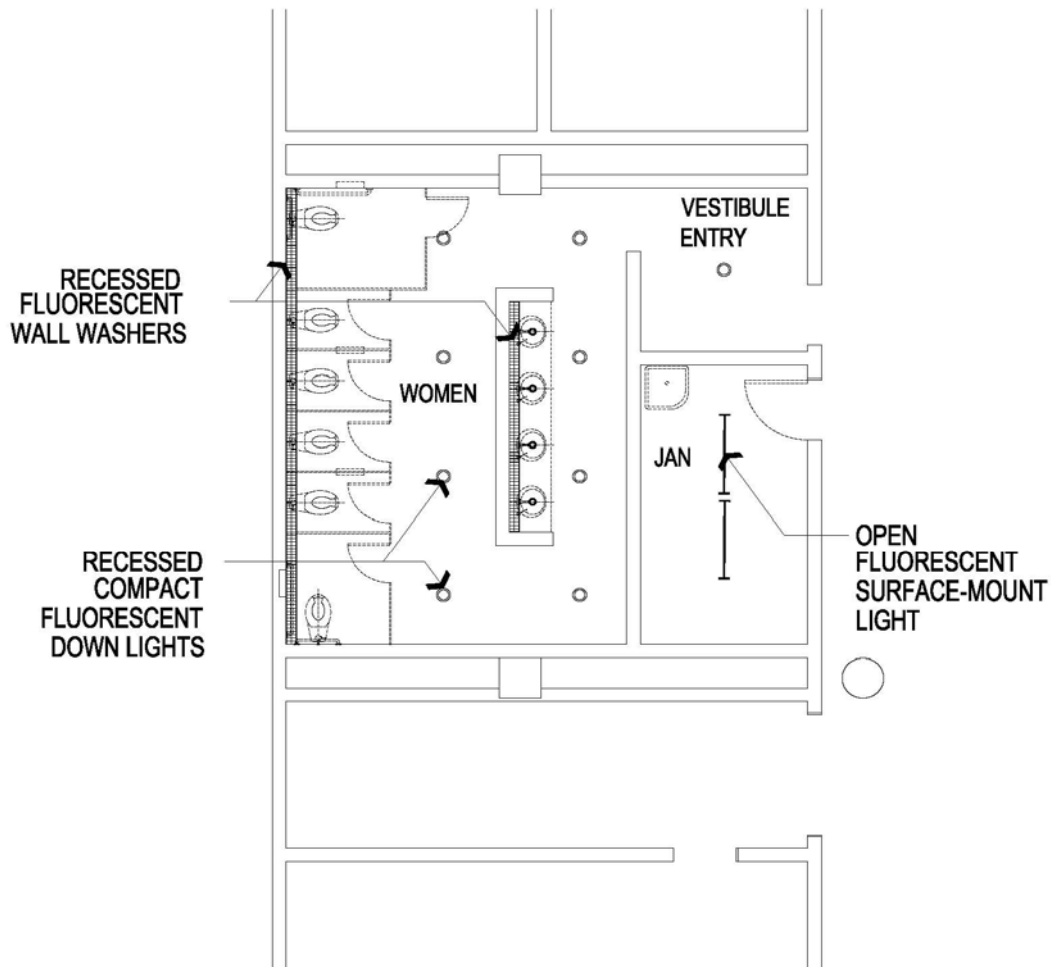 VESTIBULE
ENTRY
RECESSED
FLUORESCENT
WALL WASHERS
WOMEN
JAN
RECESSED
COMPACT
FLUORESCENT
DOWN LIGHTS
OPEN
FLUORESCENT
SURFACE-MOUNT
LIGHT